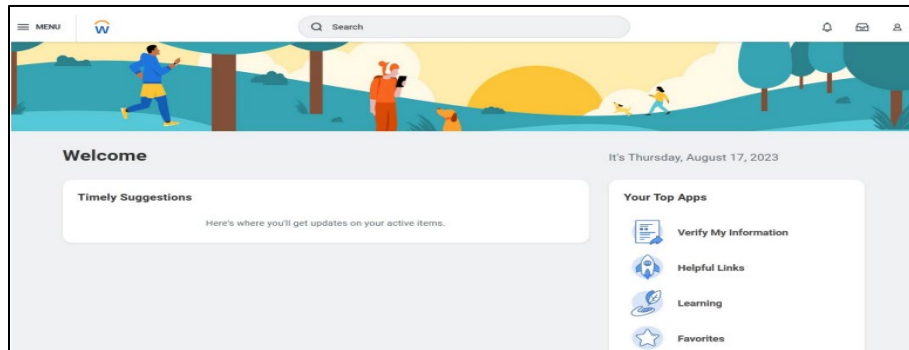 MENU
W
Search
Welcome
It's Thursday, August 17, 2023
Timely Suggestions
Here's where you'll get updates on your active items.
Your Top Apps
Verify My Information
Helpful Links
Learning
Favorites